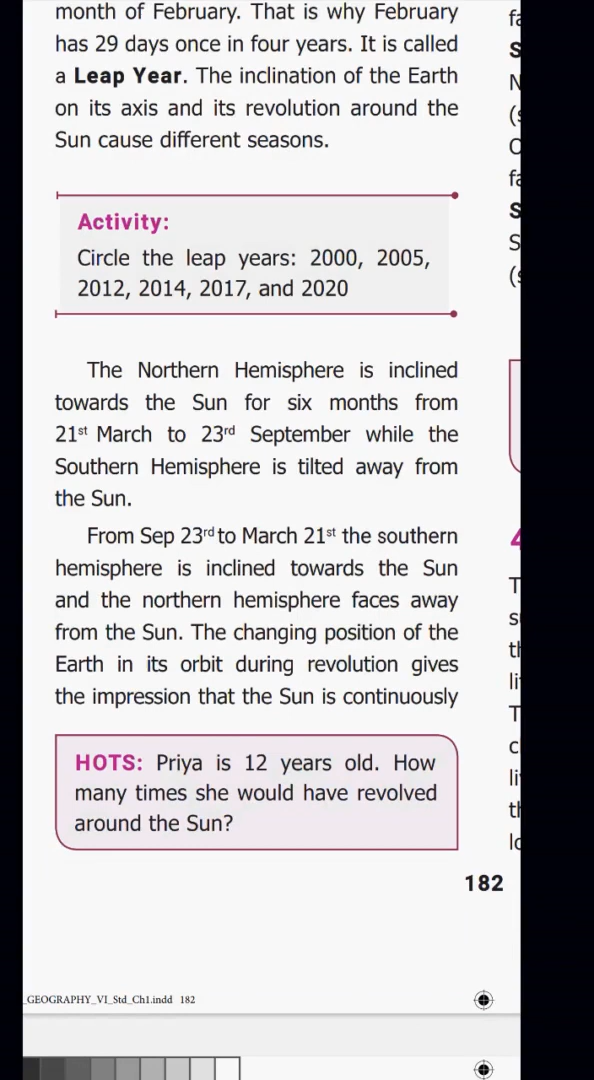 month of February. That is why February
has 29 days once in four years. It is called
a Leap Year. The inclination of the Earth
on its axis and its revolution around the
Sun cause different seasons.
Activity:
Circle the leap years: 2000, 2005,
2012, 2014, 2017, and 2020
The Northern Hemisphere is inclined
towards the Sun for six months from
21st March to 23rd September while the
Southern Hemisphere is tilted away from
the Sun.
From Sep 23rd to March 21st the southern
hemisphere is inclined towards the Sun
and the northern hemisphere faces away
from the Sun. The changing position of the
Earth in its orbit during revolution gives
the impression that the Sun is continuously
HOTS: Priya is 12 years old. How
many times she would have revolved
around the Sun?
182
_GEOGRAPHY_VI_Std_Ch1.indd 182